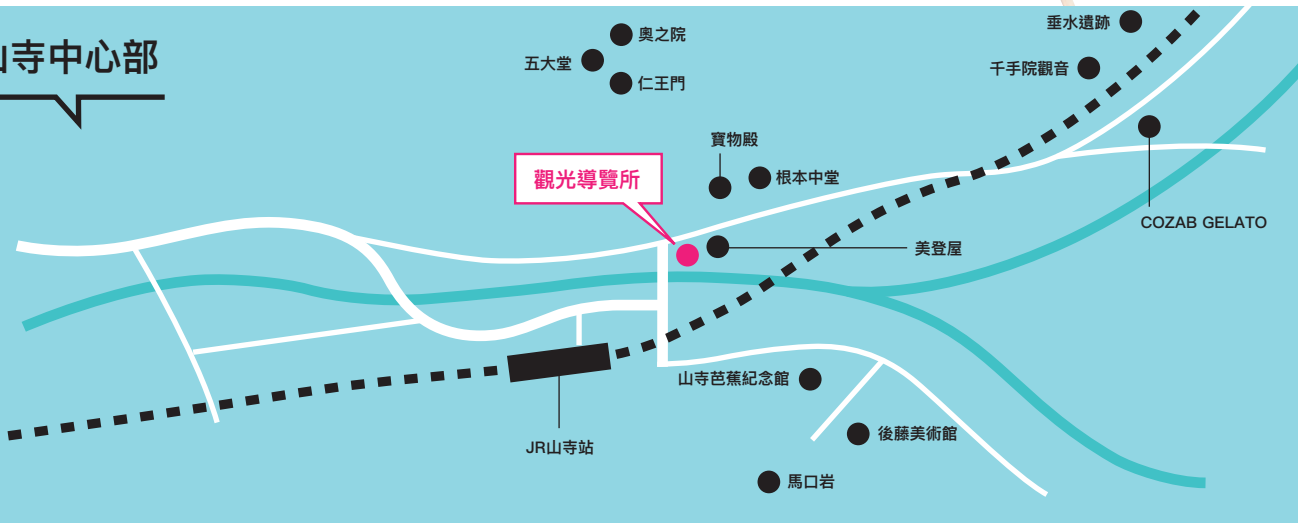 山寺中心部
奧之院
五大堂
仁王門
垂水遺跡
千手院觀音
寶物殿
根本中堂
觀光導覽所
COZAB GELATO
美登屋
山寺芭蕉紀念館
後藤美術館
JR山寺站
馬口岩